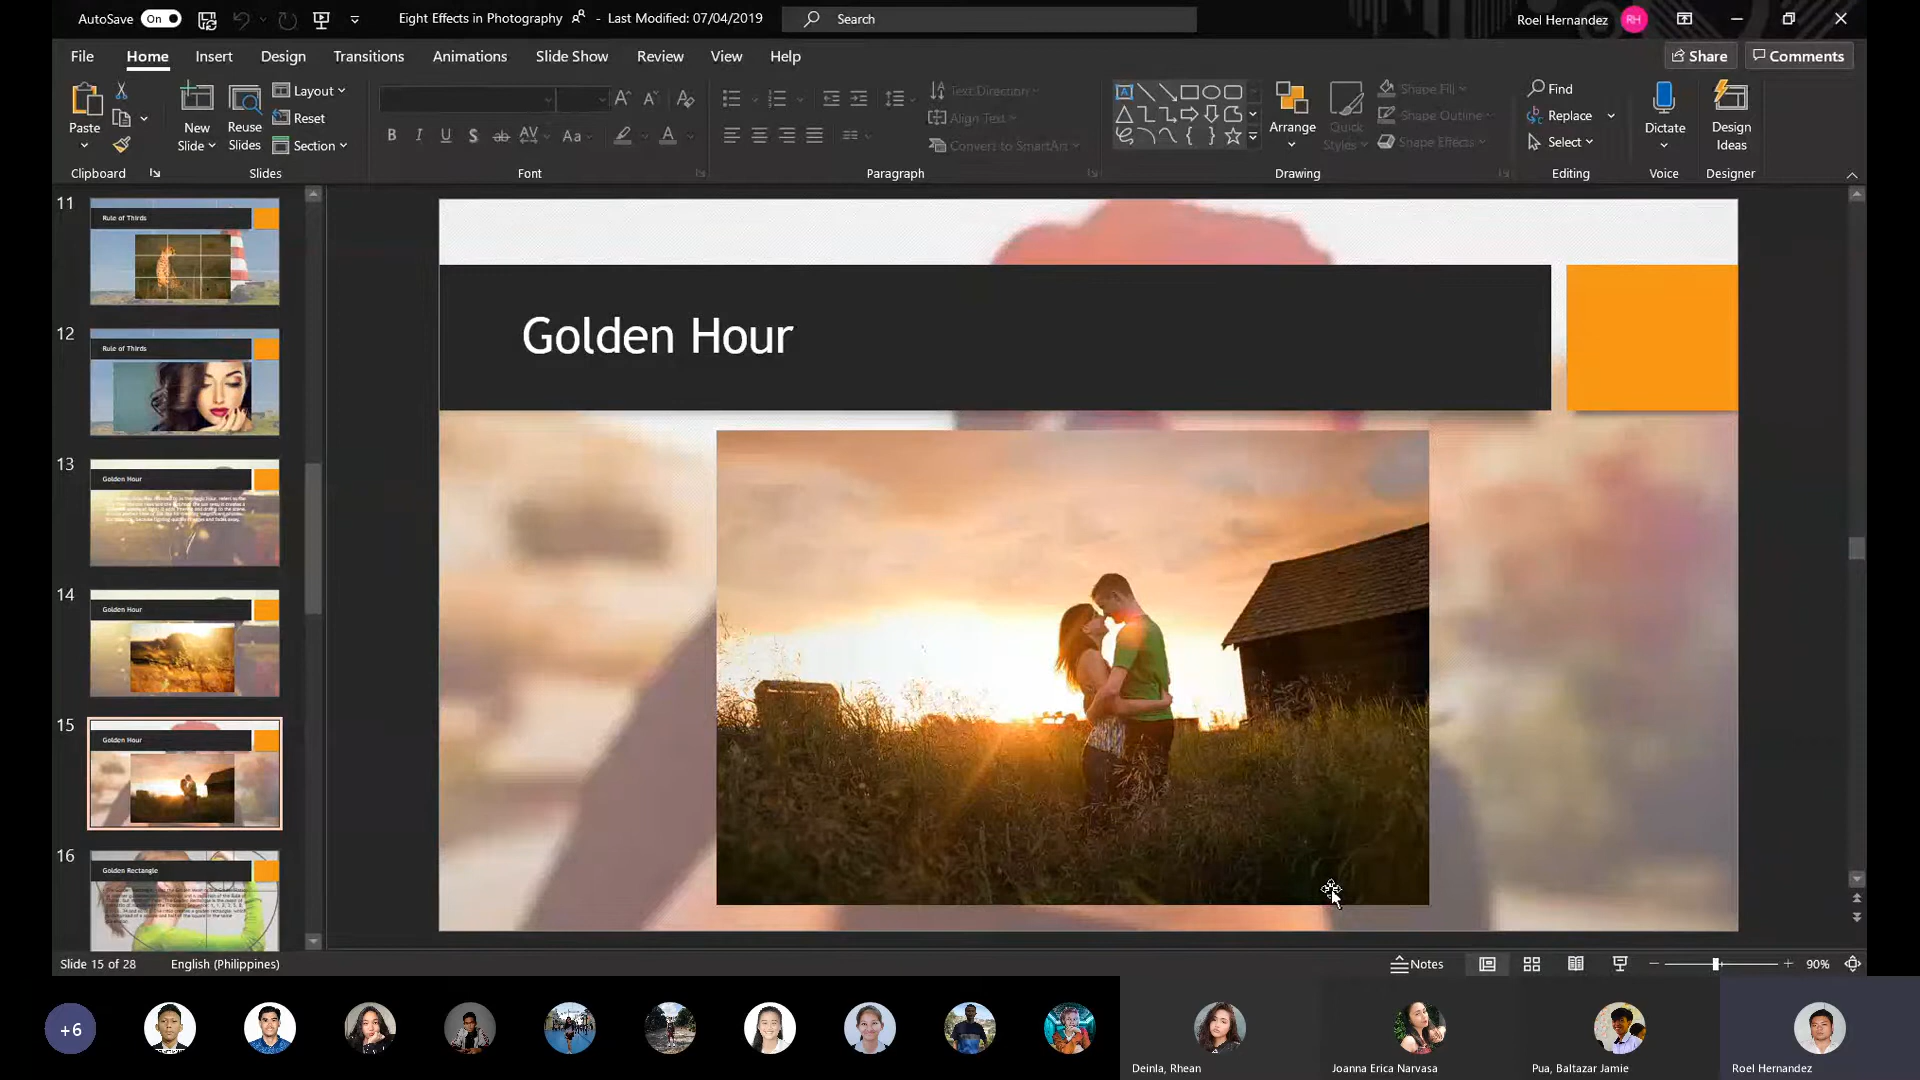 AutoSave On
Eight Effects in Photography - Last Modified: 07/04/2019
Search
Roel Hernandez RH
File Home Insert Design Transitions Animations Slide Show Review View Help
Share Comments
Paste
Clipboard
New Slide
Reuse Slides
Layout
Reset
Section
Slides
Font
Text Direction
Align Text
Convert to SmartArt
Paragraph
Arrange
Quick Styles
Shape Fill
Shape Outline
Shape Effects
Drawing
Find
Replace
Select
Editing
Dictate
Voice
Design Ideas
Designer
11
Rule of Thirds
12
Rule of Thirds
13
Golden Hour
14
Golden Hour
15
Golden Hour
16
Golden Rectangle
Golden Hour
Slide 15 of 28 English (Philippines)
Notes
90%
+6
Deinla, Rhean
Joanna Erica Narvasa
Pua, Baltazar Jamie
Roel Hernandez